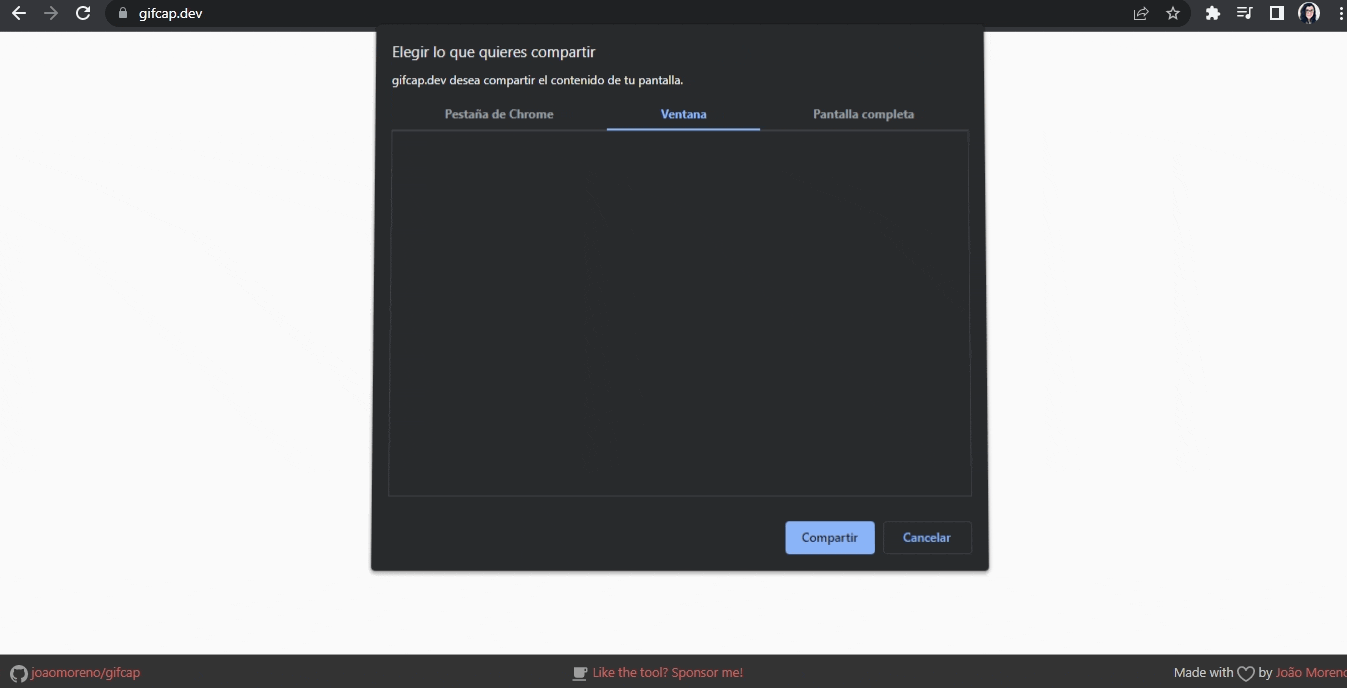 gifcap.dev
Elegir lo que quieres compartir
gifcap.dev desea compartir el contenido de tu pantalla.
Pestaña de Chrome Ventana Pantalla completa
Compartir Cancelar
joaomoreno/gifcap Like the tool? Sponsor me! Made with by João Moreno